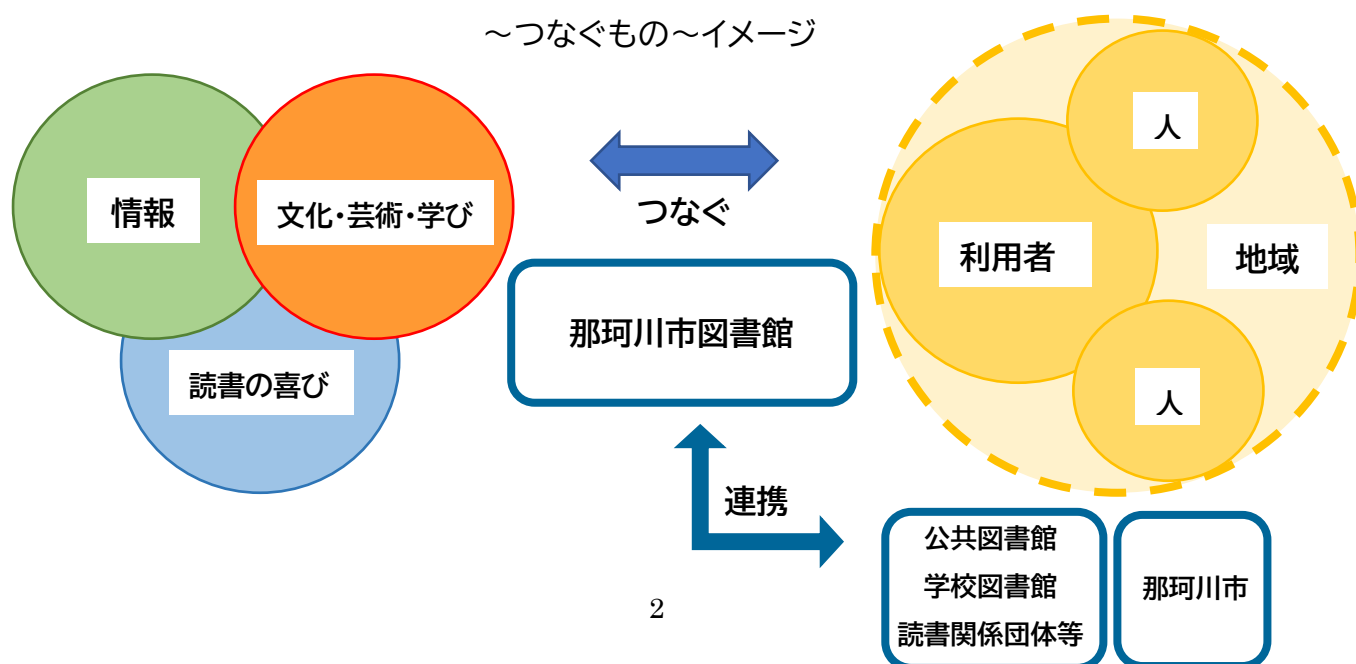 ～つなぐもの～イメージ
情報
文化・芸術・学び
読書の喜び
つなぐ
那珂川市図書館
人
利用者
地域
人
連携
公共図書館
学校図書館
読書関係団体等
那珂川市
2